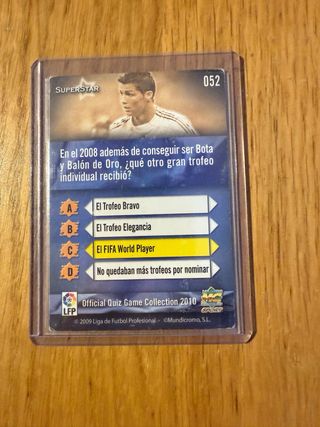 SUPERSTAR
052
En el 2008 además de conseguir ser Bota
y Balón de Oro, ¿qué otro gran trofeo
individual recibió?
A El Trofeo Bravo
B El Trofeo Elegancia
C El FIFA World Player
D No quedaban más trofeos por nominar
LFP
Official Quiz Game Collection 2010
© 2009 Liga de Futbol Profesional - ©Mundicromo, S.L.